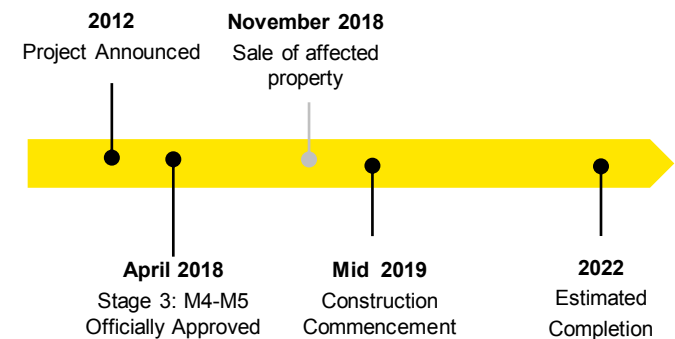 2012
Project Announced
November 2018
Sale of affected
property
April 2018
Stage 3: M4-M5
Officially Approved
Mid 2019
Construction
Commencement
2022
Estimated
Completion